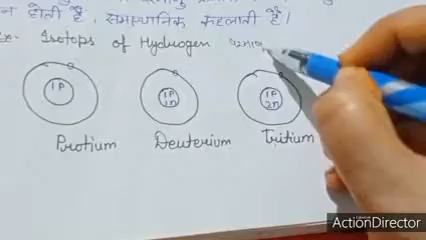 न होती है, समस्थानिक कहलाती है।
Ex- Isotops of Hydrogen
1P
1P
1n
1P
2n
Protium Deuterium Tritium
ActionDirector